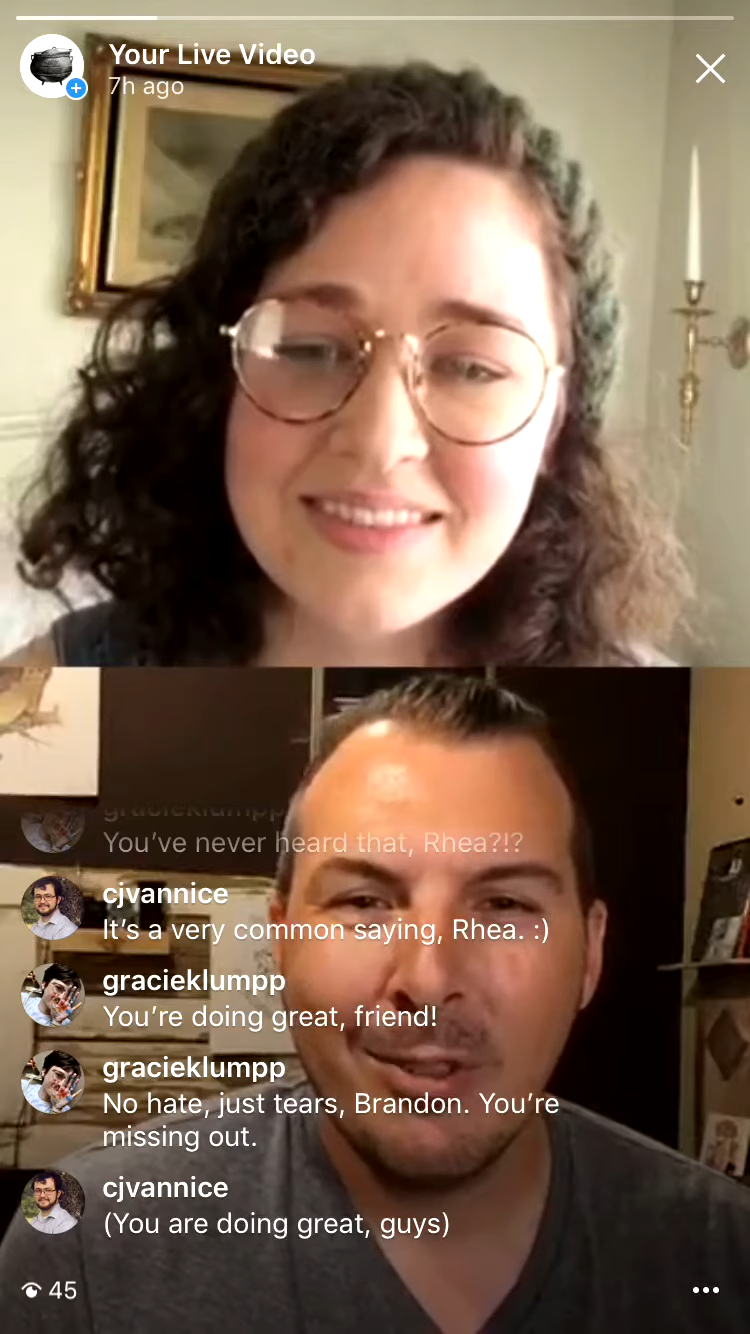 Your Live Video
7h ago
gracieklumpp
You’ve never heard that, Rhea?!?
cjvannice
It’s a very common saying, Rhea. :)
gracieklumpp
You’re doing great, friend!
gracieklumpp
No hate, just tears, Brandon. You’re
missing out.
cjvannice
(You are doing great, guys)
45